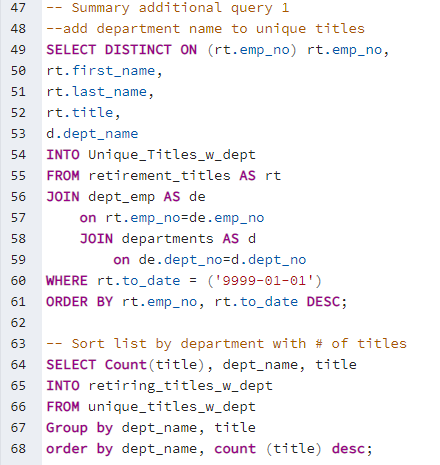 47 -- Summary additional query 1
48 --add department name to unique titles
49 SELECT DISTINCT ON (rt.emp_no) rt.emp_no,
50 rt.first_name,
51 rt.last_name,
52 rt.title,
53 d.dept_name
54 INTO Unique_Titles_w_dept
55 FROM retirement_titles AS rt
56 JOIN dept_emp AS de
57     on rt.emp_no=de.emp_no
58     JOIN departments AS d
59         on de.dept_no=d.dept_no
60 WHERE rt.to_date = ('9999-01-01')
61 ORDER BY rt.emp_no, rt.to_date DESC;
62
63 -- Sort list by department with # of titles
64 SELECT Count(title), dept_name, title
65 INTO retiring_titles_w_dept
66 FROM unique_titles_w_dept
67 Group by dept_name, title
68 order by dept_name, count (title) desc;